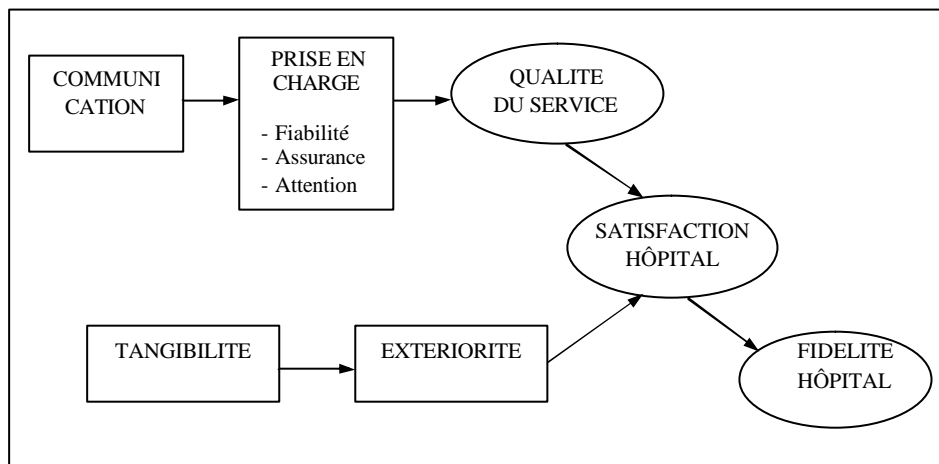 COMMUNI
CATION
PRISE EN
CHARGE
- Fiabilité
- Assurance
- Attention
QUALITE
DU SERVICE
SATISFACTION
HÔPITAL
TANGIBILITE
EXTERIORITE
FIDELITE
HÔPITAL